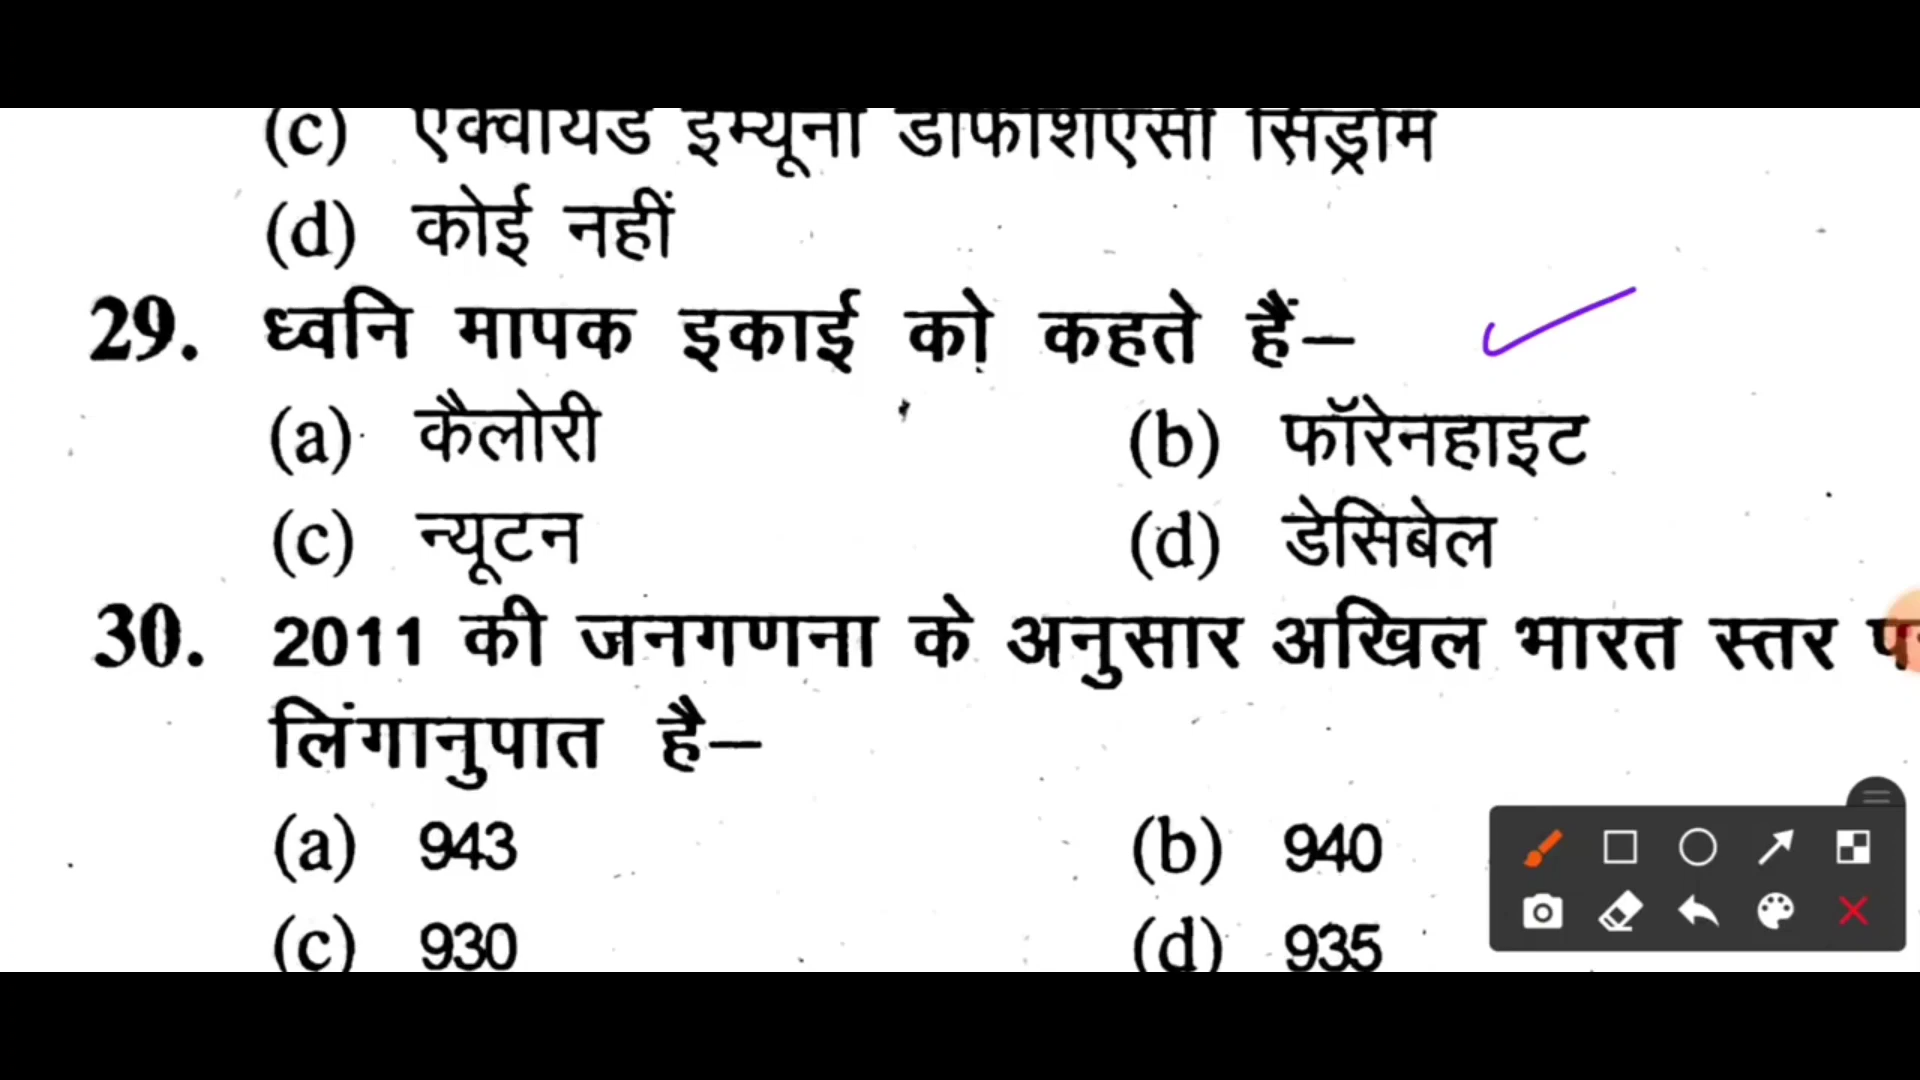 (c) एक्वायर्ड इम्यूनो डेफिशिएंसी सिंड्रोम
(d) कोई नहीं
29. ध्वनि मापक इकाई को कहते हैं–
(a) कैलोरी (b) फॉरेनहाइट
(c) न्यूटन (d) डेसिबेल
30. 2011 की जनगणना के अनुसार अखिल भारत स्तर
लिंगानुपात है–
(a) 943 (b) 940
(c) 930 (d) 935